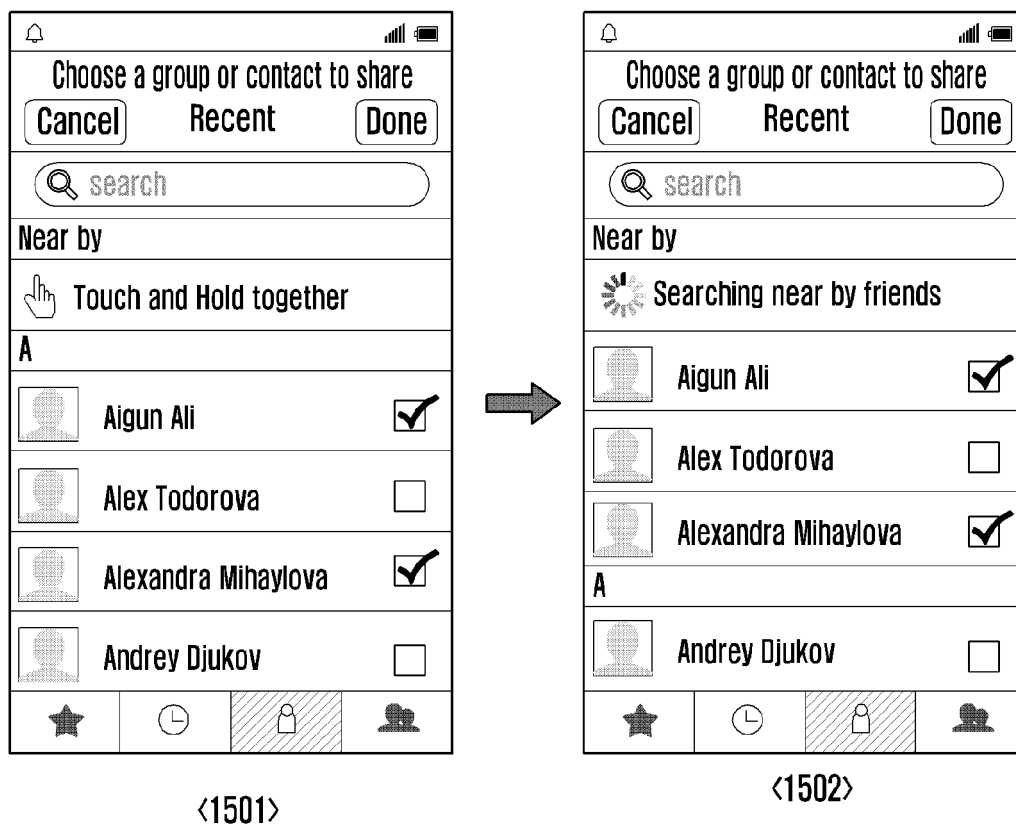 Choose a group or contact to share
Cancel Recent Done
search
Near by
Touch and Hold together
A
Aigun Ali
Alex Todorova
Alexandra Mihaylova
Andrey Djukov
<1501>
Choose a group or contact to share
Cancel Recent Done
search
Near by
Searching near by friends
Aigun Ali
Alex Todorova
Alexandra Mihaylova
A
Andrey Djukov
<1502>